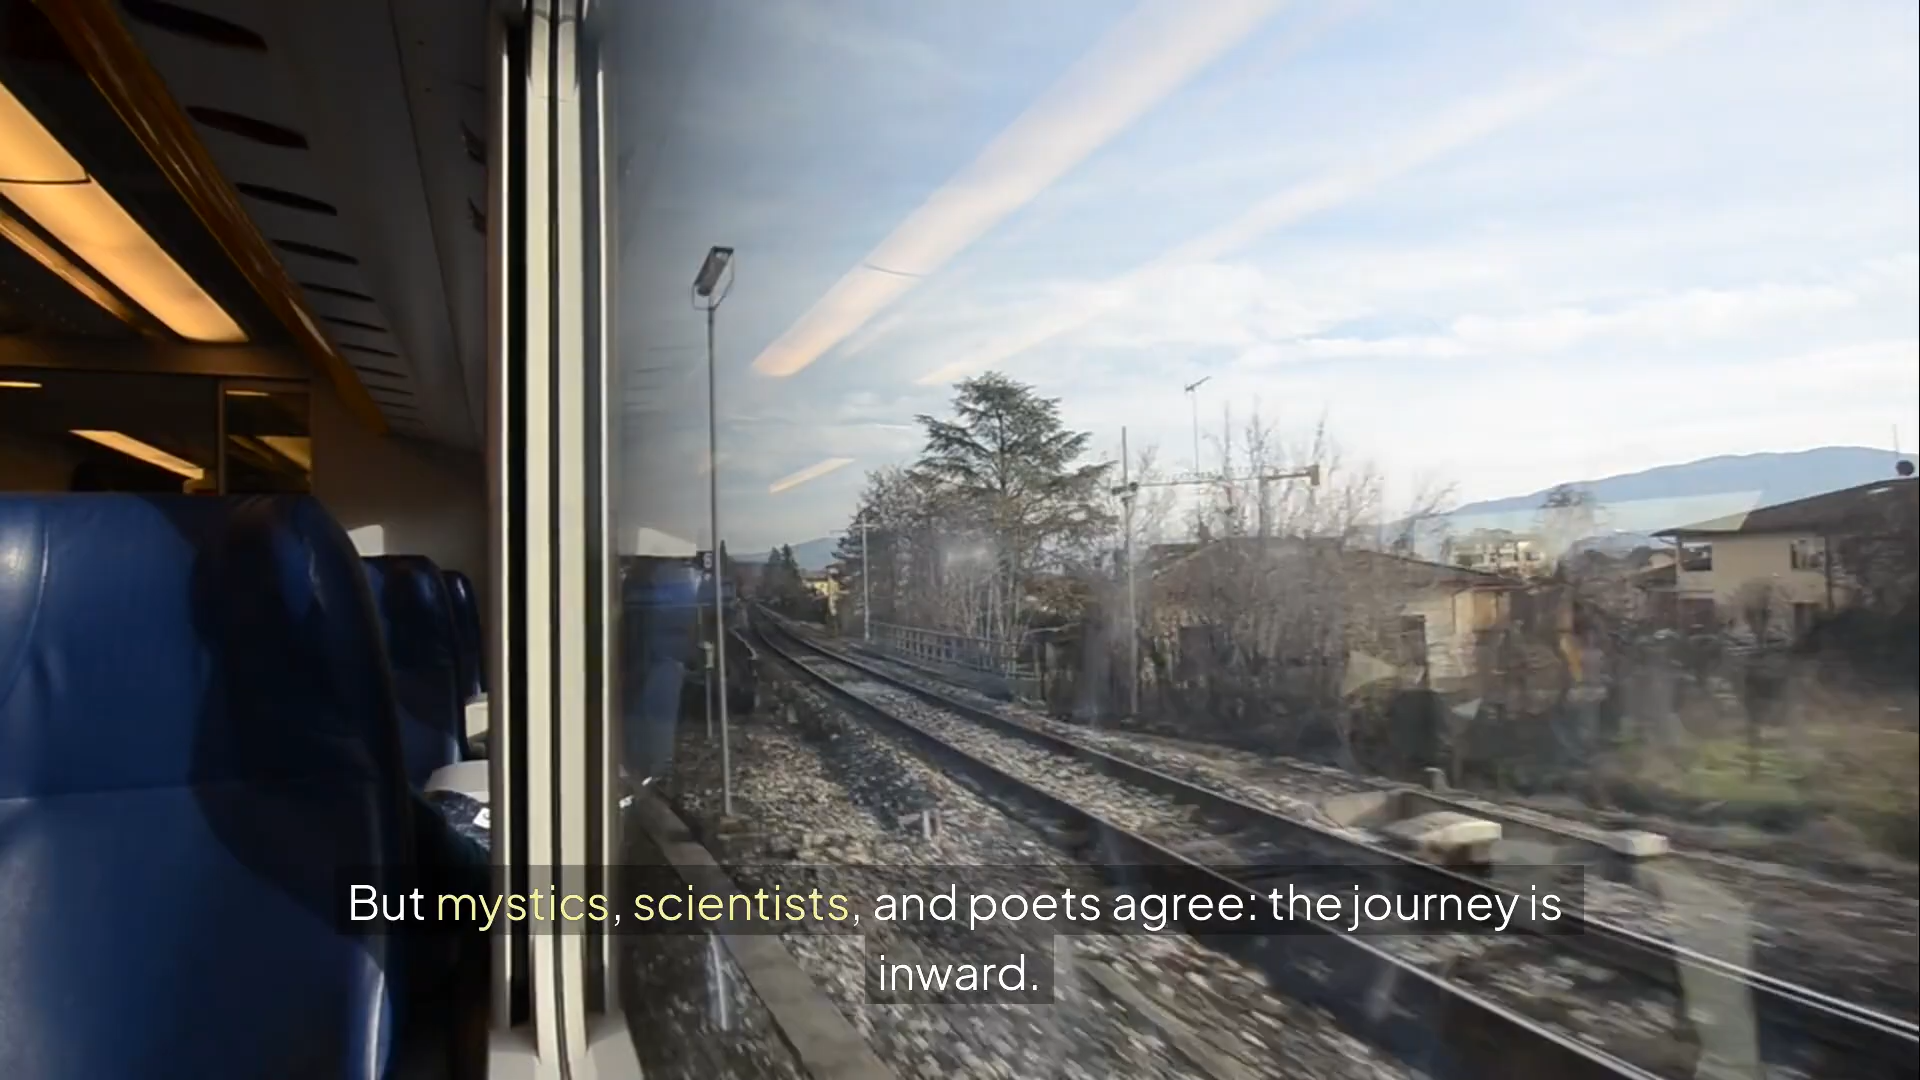 But mystics, scientists, and poets agree: the journey is
inward.